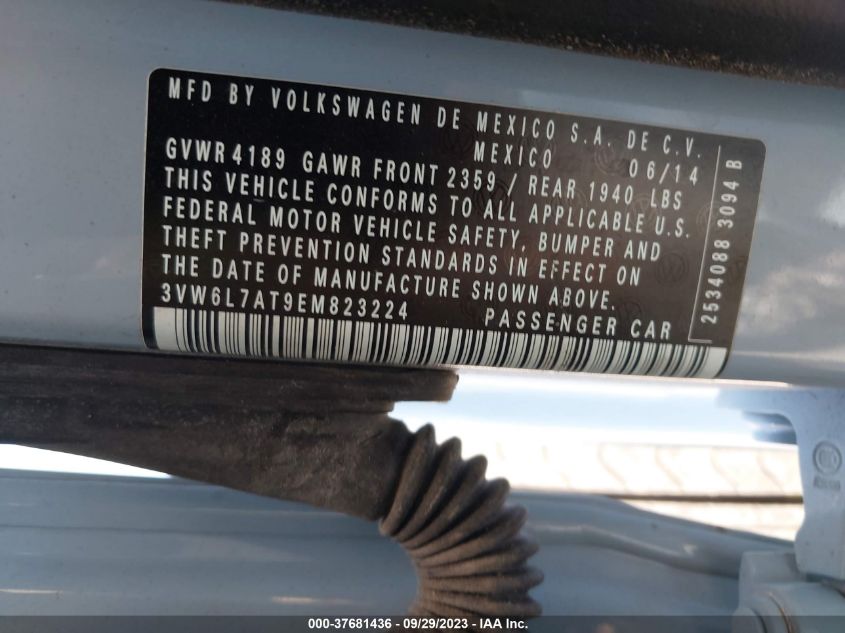 MFD BY VOLKSWAGEN DE MEXICO S.A. DE C.V.
MEXICO 06/14
GVWR 4189 GAWR FRONT 2359 / REAR 1940 LBS
THIS VEHICLE CONFORMS TO ALL APPLICABLE U.S.
FEDERAL MOTOR VEHICLE SAFETY, BUMPER AND
THEFT PREVENTION STANDARDS IN EFFECT ON
THE DATE OF MANUFACTURE SHOWN ABOVE.
3VW6L7AT9EM823224 PASSENGER CAR
2534088 3094 B
000-37681436 - 09/29/2023 - IAA Inc.